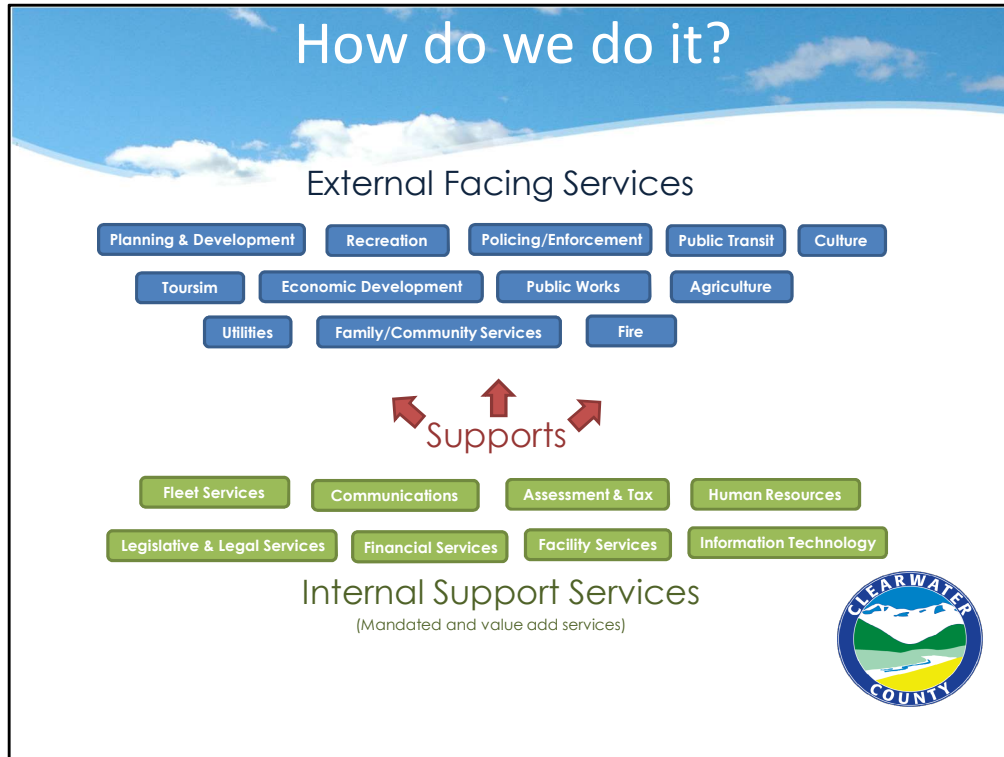 How do we do it?
External Facing Services
Planning & Development Recreation Policing/Enforcement Public Transit Culture
Toursim Economic Development Public Works Agriculture
Utilities Family/Community Services Fire
Supports
Fleet Services Communications Assessment & Tax Human Resources
Legislative & Legal Services Financial Services Facility Services Information Technology
Internal Support Services
(Mandated and value add services)
CLEARWATER
COUNTY